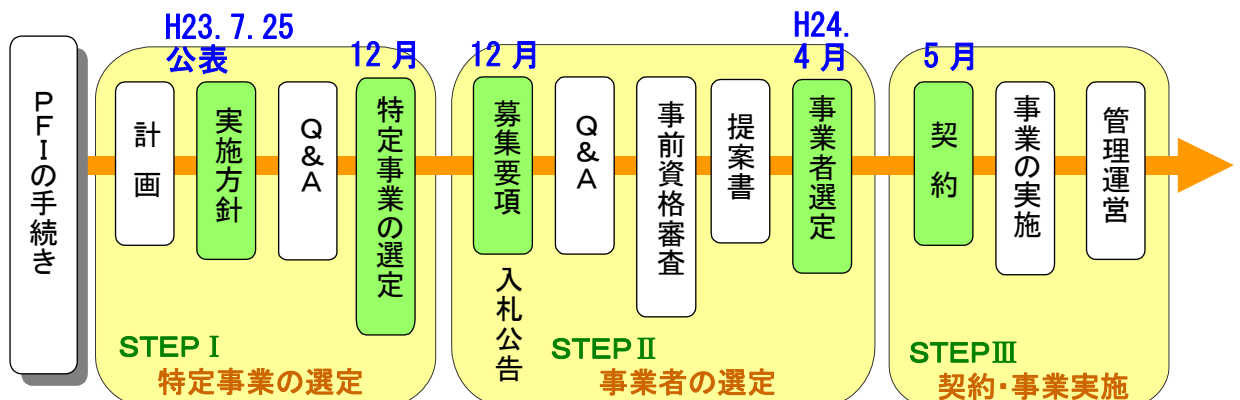 PFIの手続き
H23.7.25
公表
計画
実施方針
Q&A
12月
特定事業の選定
STEPⅠ
特定事業の選定
12月
募集要項
入札公告
Q&A
事前資格審査
提案書
H24.
4月
事業者選定
STEPⅡ
事業者の選定
5月
契約
事業の実施
管理運営
STEPⅢ
契約・事業実施